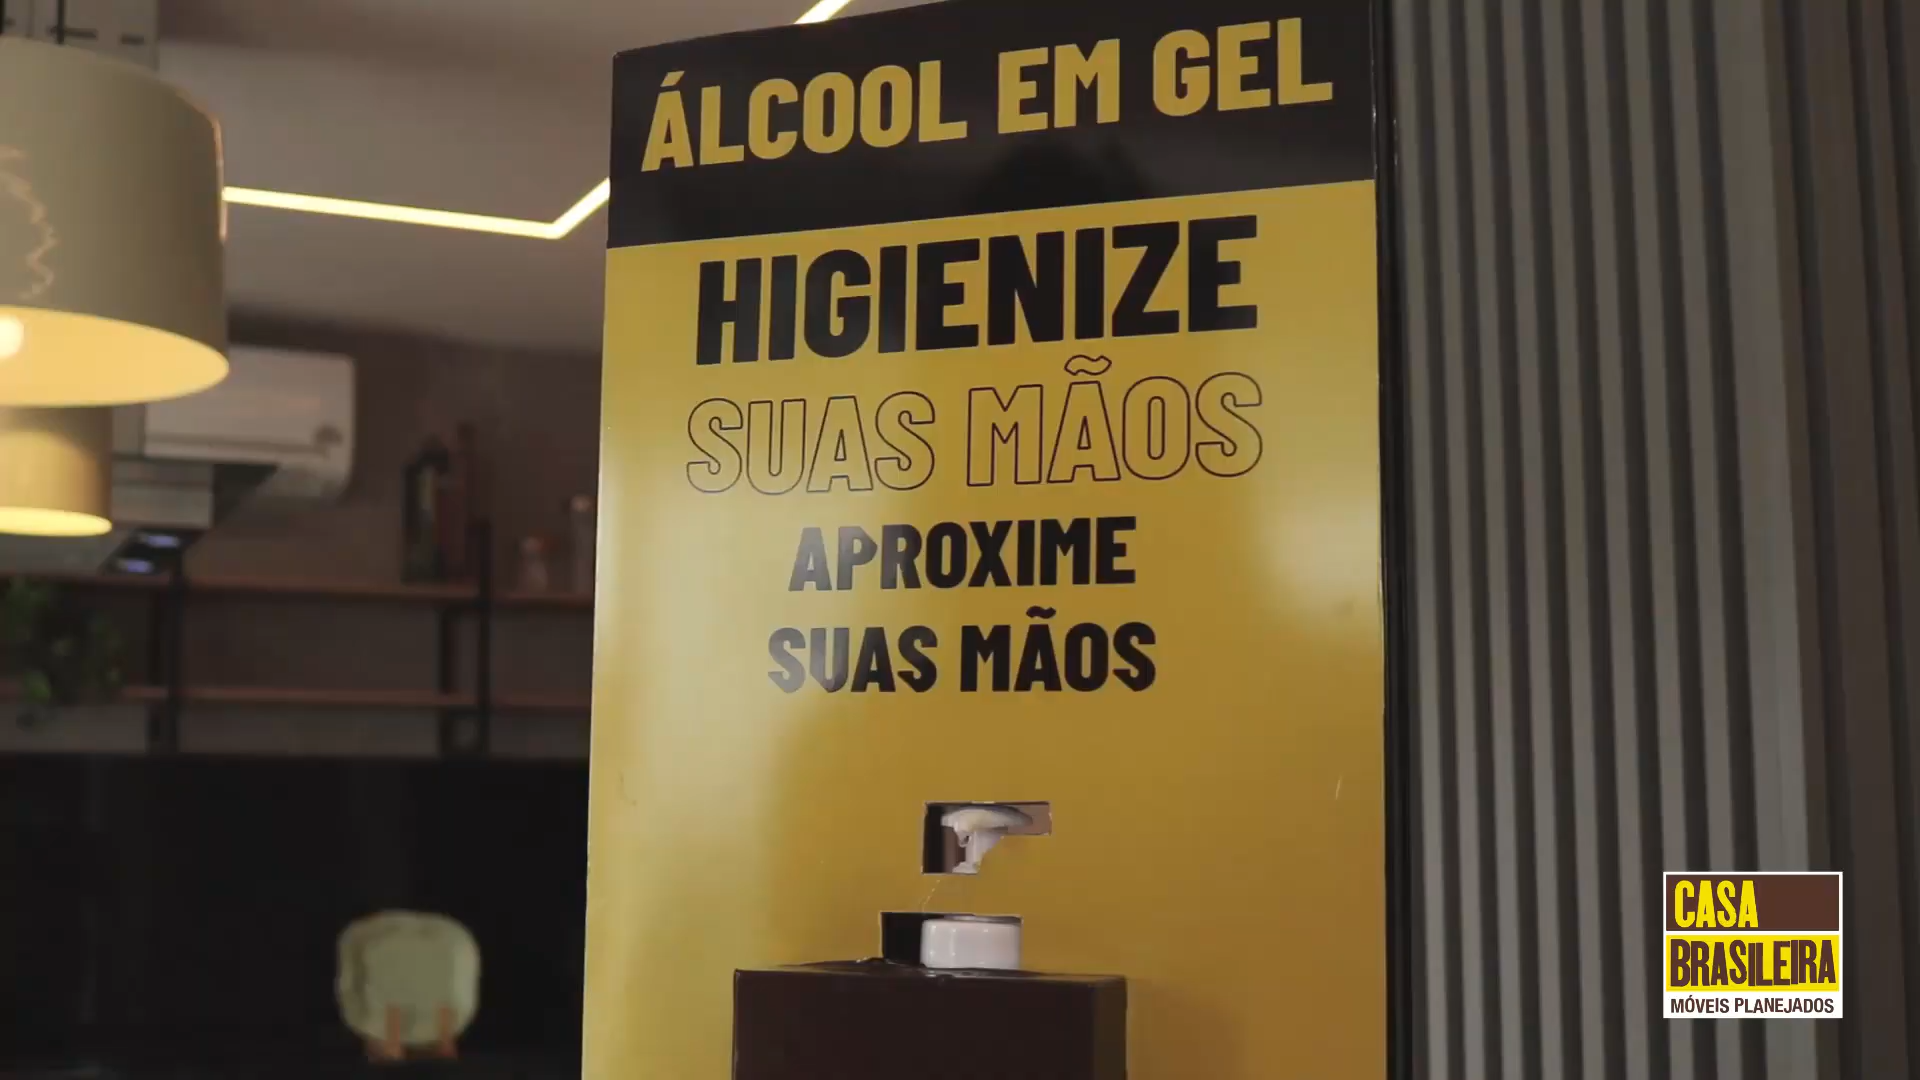 ÁLCOOL EM GEL
HIGIENIZE
SUAS MÃOS
APROXIME
SUAS MÃOS
CASA
BRASILEIRA
MÓVEIS PLANEJADOS